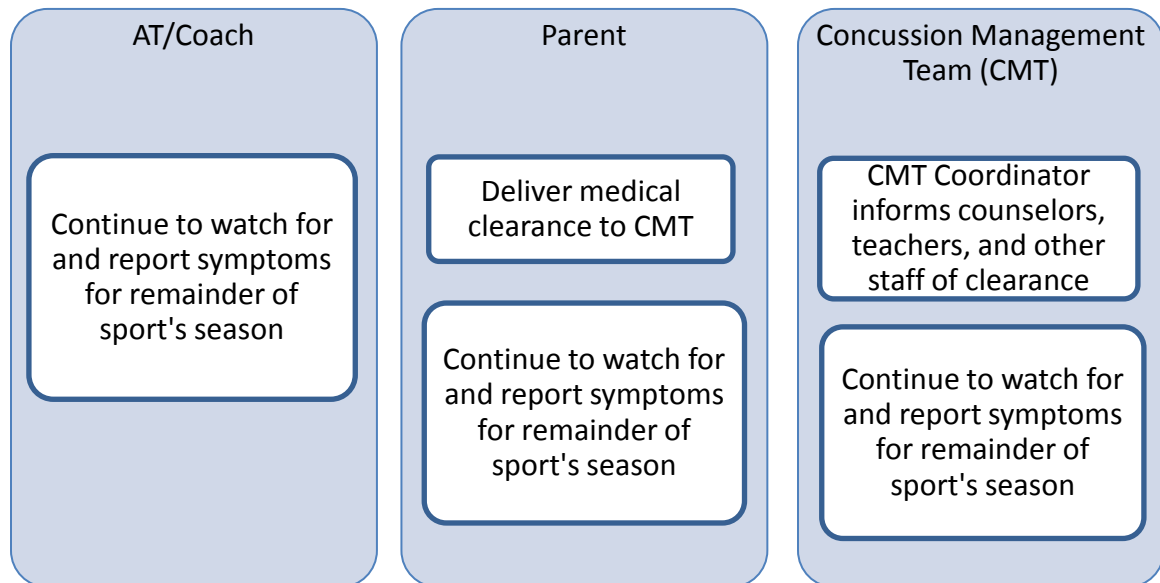 AT/Coach
Continue to watch for
and report symptoms
for remainder of
sport's season
Parent
Deliver medical
clearance to CMT
Continue to watch for
and report symptoms
for remainder of
sport's season
Concussion Management
Team (CMT)
CMT Coordinator
informs counselors,
teachers, and other
staff of clearance
Continue to watch for
and report symptoms
for remainder of
sport's season